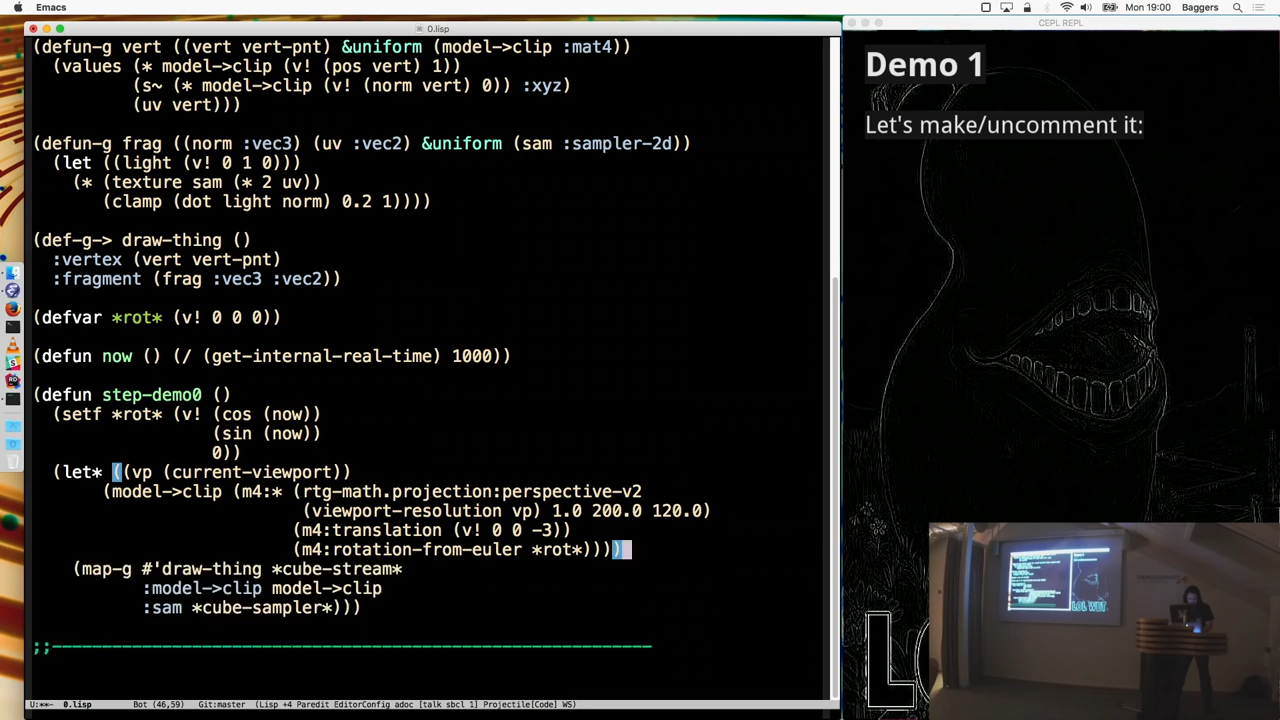 Emacs
Mon 19:00 Baggers
0.lisp
CEPL REPL
(defun-g vert ((vert vert-pnt) &uniform (model->clip :mat4))
(values (* model->clip (v! (pos vert) 1))
(s~ (* model->clip (v! (norm vert) 0)) :xyz)
(uv vert)))
(defun-g frag ((norm :vec3) (uv :vec2) &uniform (sam :sampler-2d))
(let ((light (v! 0 1 0)))
(* (texture sam (* 2 uv))
(clamp (dot light norm) 0.2 1))))
(def-g-> draw-thing ()
:vertex (vert vert-pnt)
:fragment (frag :vec3 :vec2))
(defvar *rot* (v! 0 0 0))
(defun now () (/ (get-internal-real-time) 1000))
(defun step-demo0 ()
(setf *rot* (v! (cos (now))
(sin (now))
0))
(let* ((vp (current-viewport))
(model->clip (m4:* (rtg-math.projection:perspective-v2
(viewport-resolution vp) 1.0 200.0 120.0)
(m4:translation (v! 0 0 -3))
(m4:rotation-from-euler *rot*))))
(map-g #'draw-thing *cube-stream*
:model->clip model->clip
:sam *cube-sampler*)))
;;------------------------------------------------------------
U:**- 0.lisp Bot (46,59) Git:master (Lisp +4 Paredit EditorConfig adoc [talk sbcl 1] Projectile[Code] WS)
Demo 1
Let's make/uncomment it:
LOL WUT